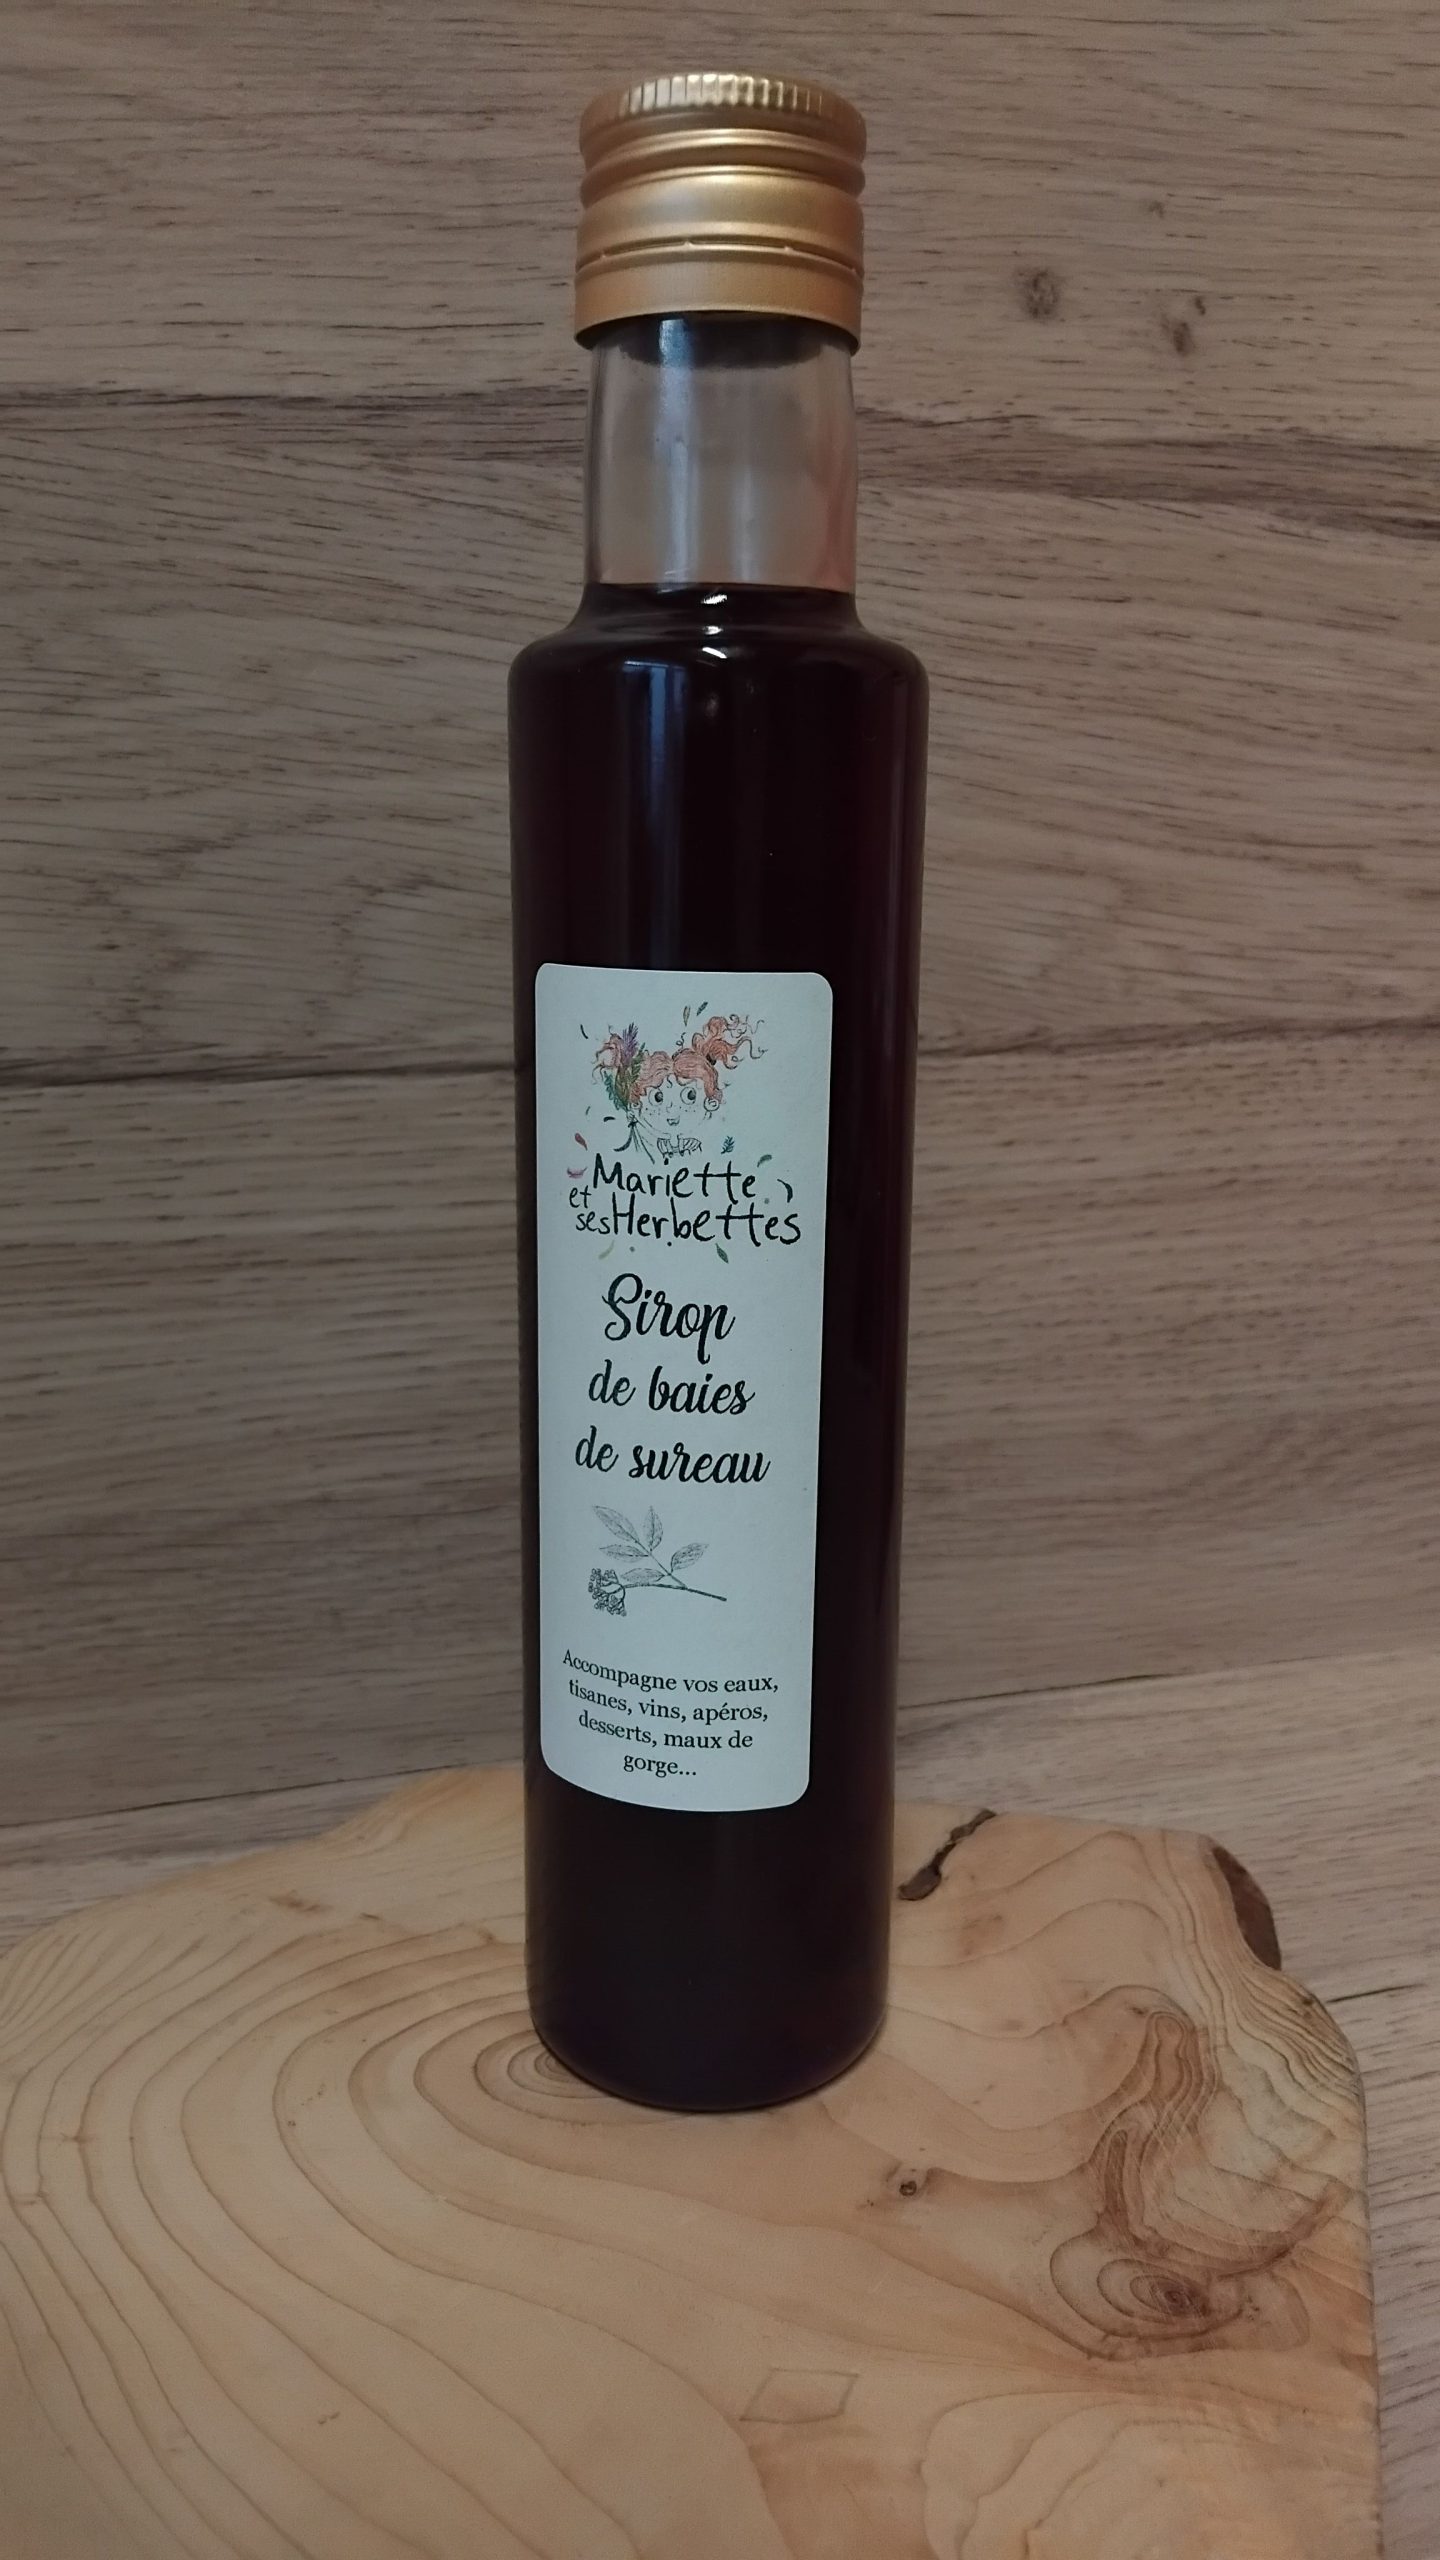 Mariette
et
ses Herbettes
Sirop
de baies
de sureau
Accompagne vos eaux,
tisanes, vins, apéros,
desserts, maux de
gorge...